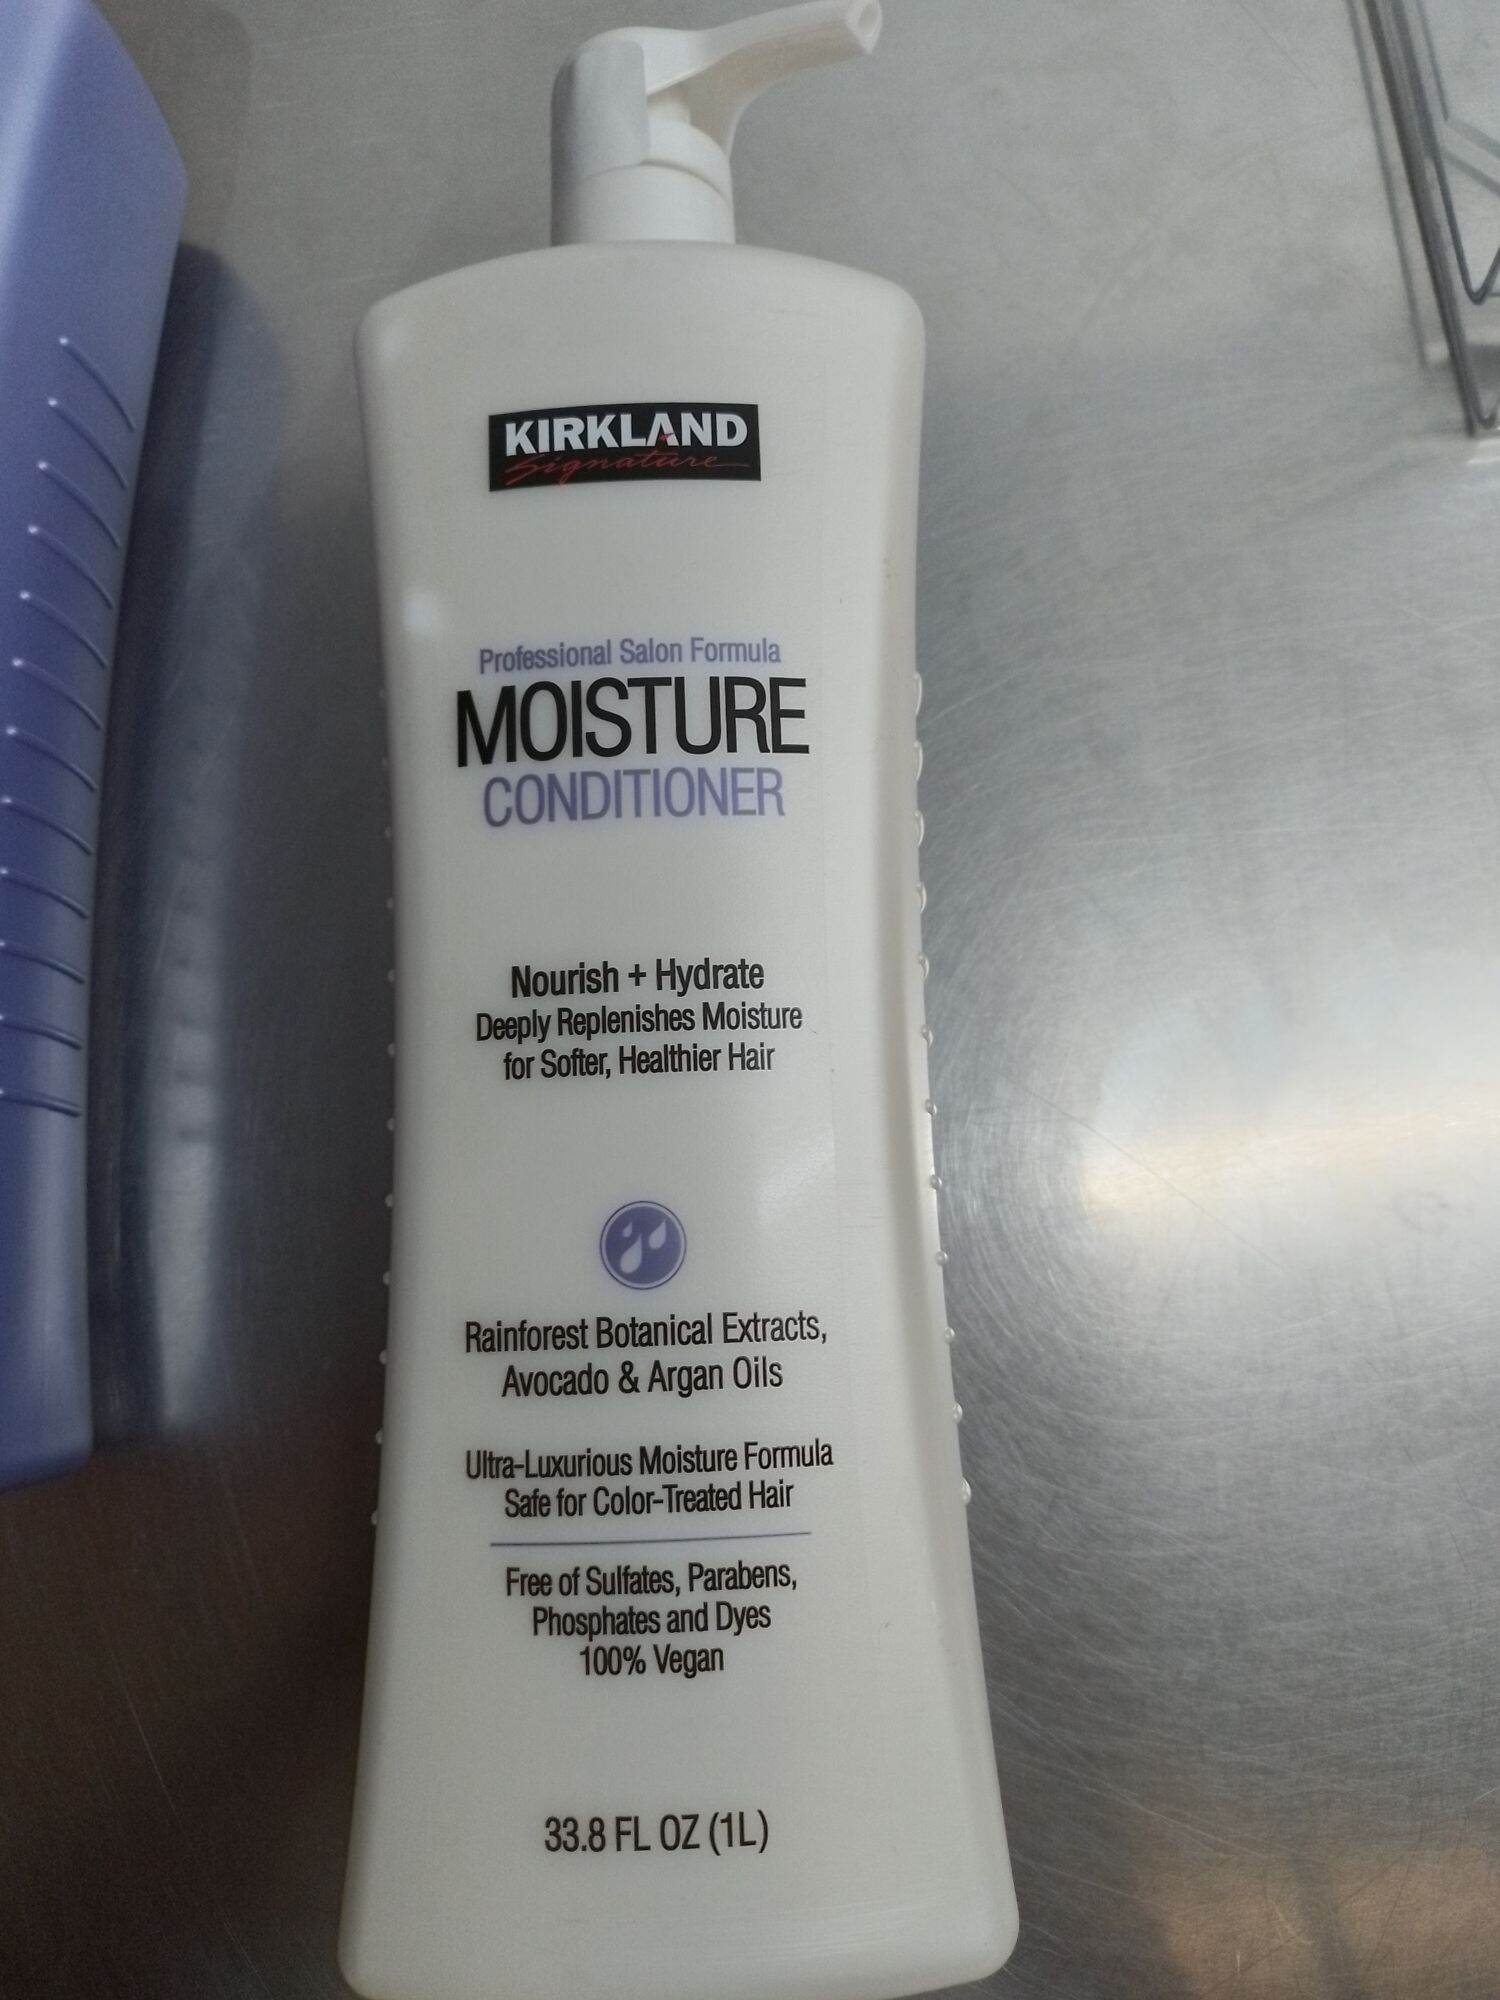 KIRKLAND
Signature
Professional Salon Formula
MOISTURE
CONDITIONER
Nourish + Hydrate
Deeply Replenishes Moisture
for Softer, Healthier Hair
Rainforest Botanical Extracts,
Avocado & Argan Oils
Ultra-Luxurious Moisture Formula
Safe for Color-Treated Hair
Free of Sulfates, Parabens,
Phosphates and Dyes
100% Vegan
33.8 FL OZ (1L)